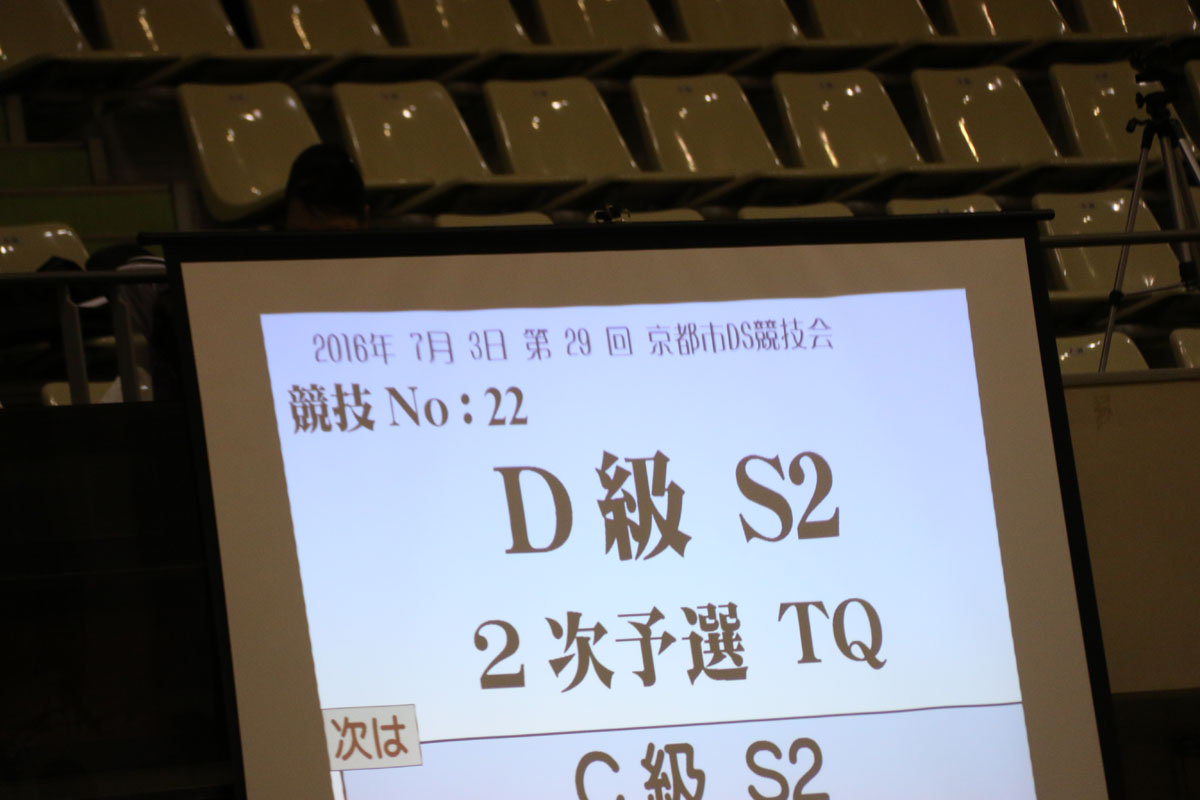 2016年 7月 3日 第 29 回 京都市DS競技会
競技 No：22
D 級 S2
2 次予選 TQ
次は
C 級 S2